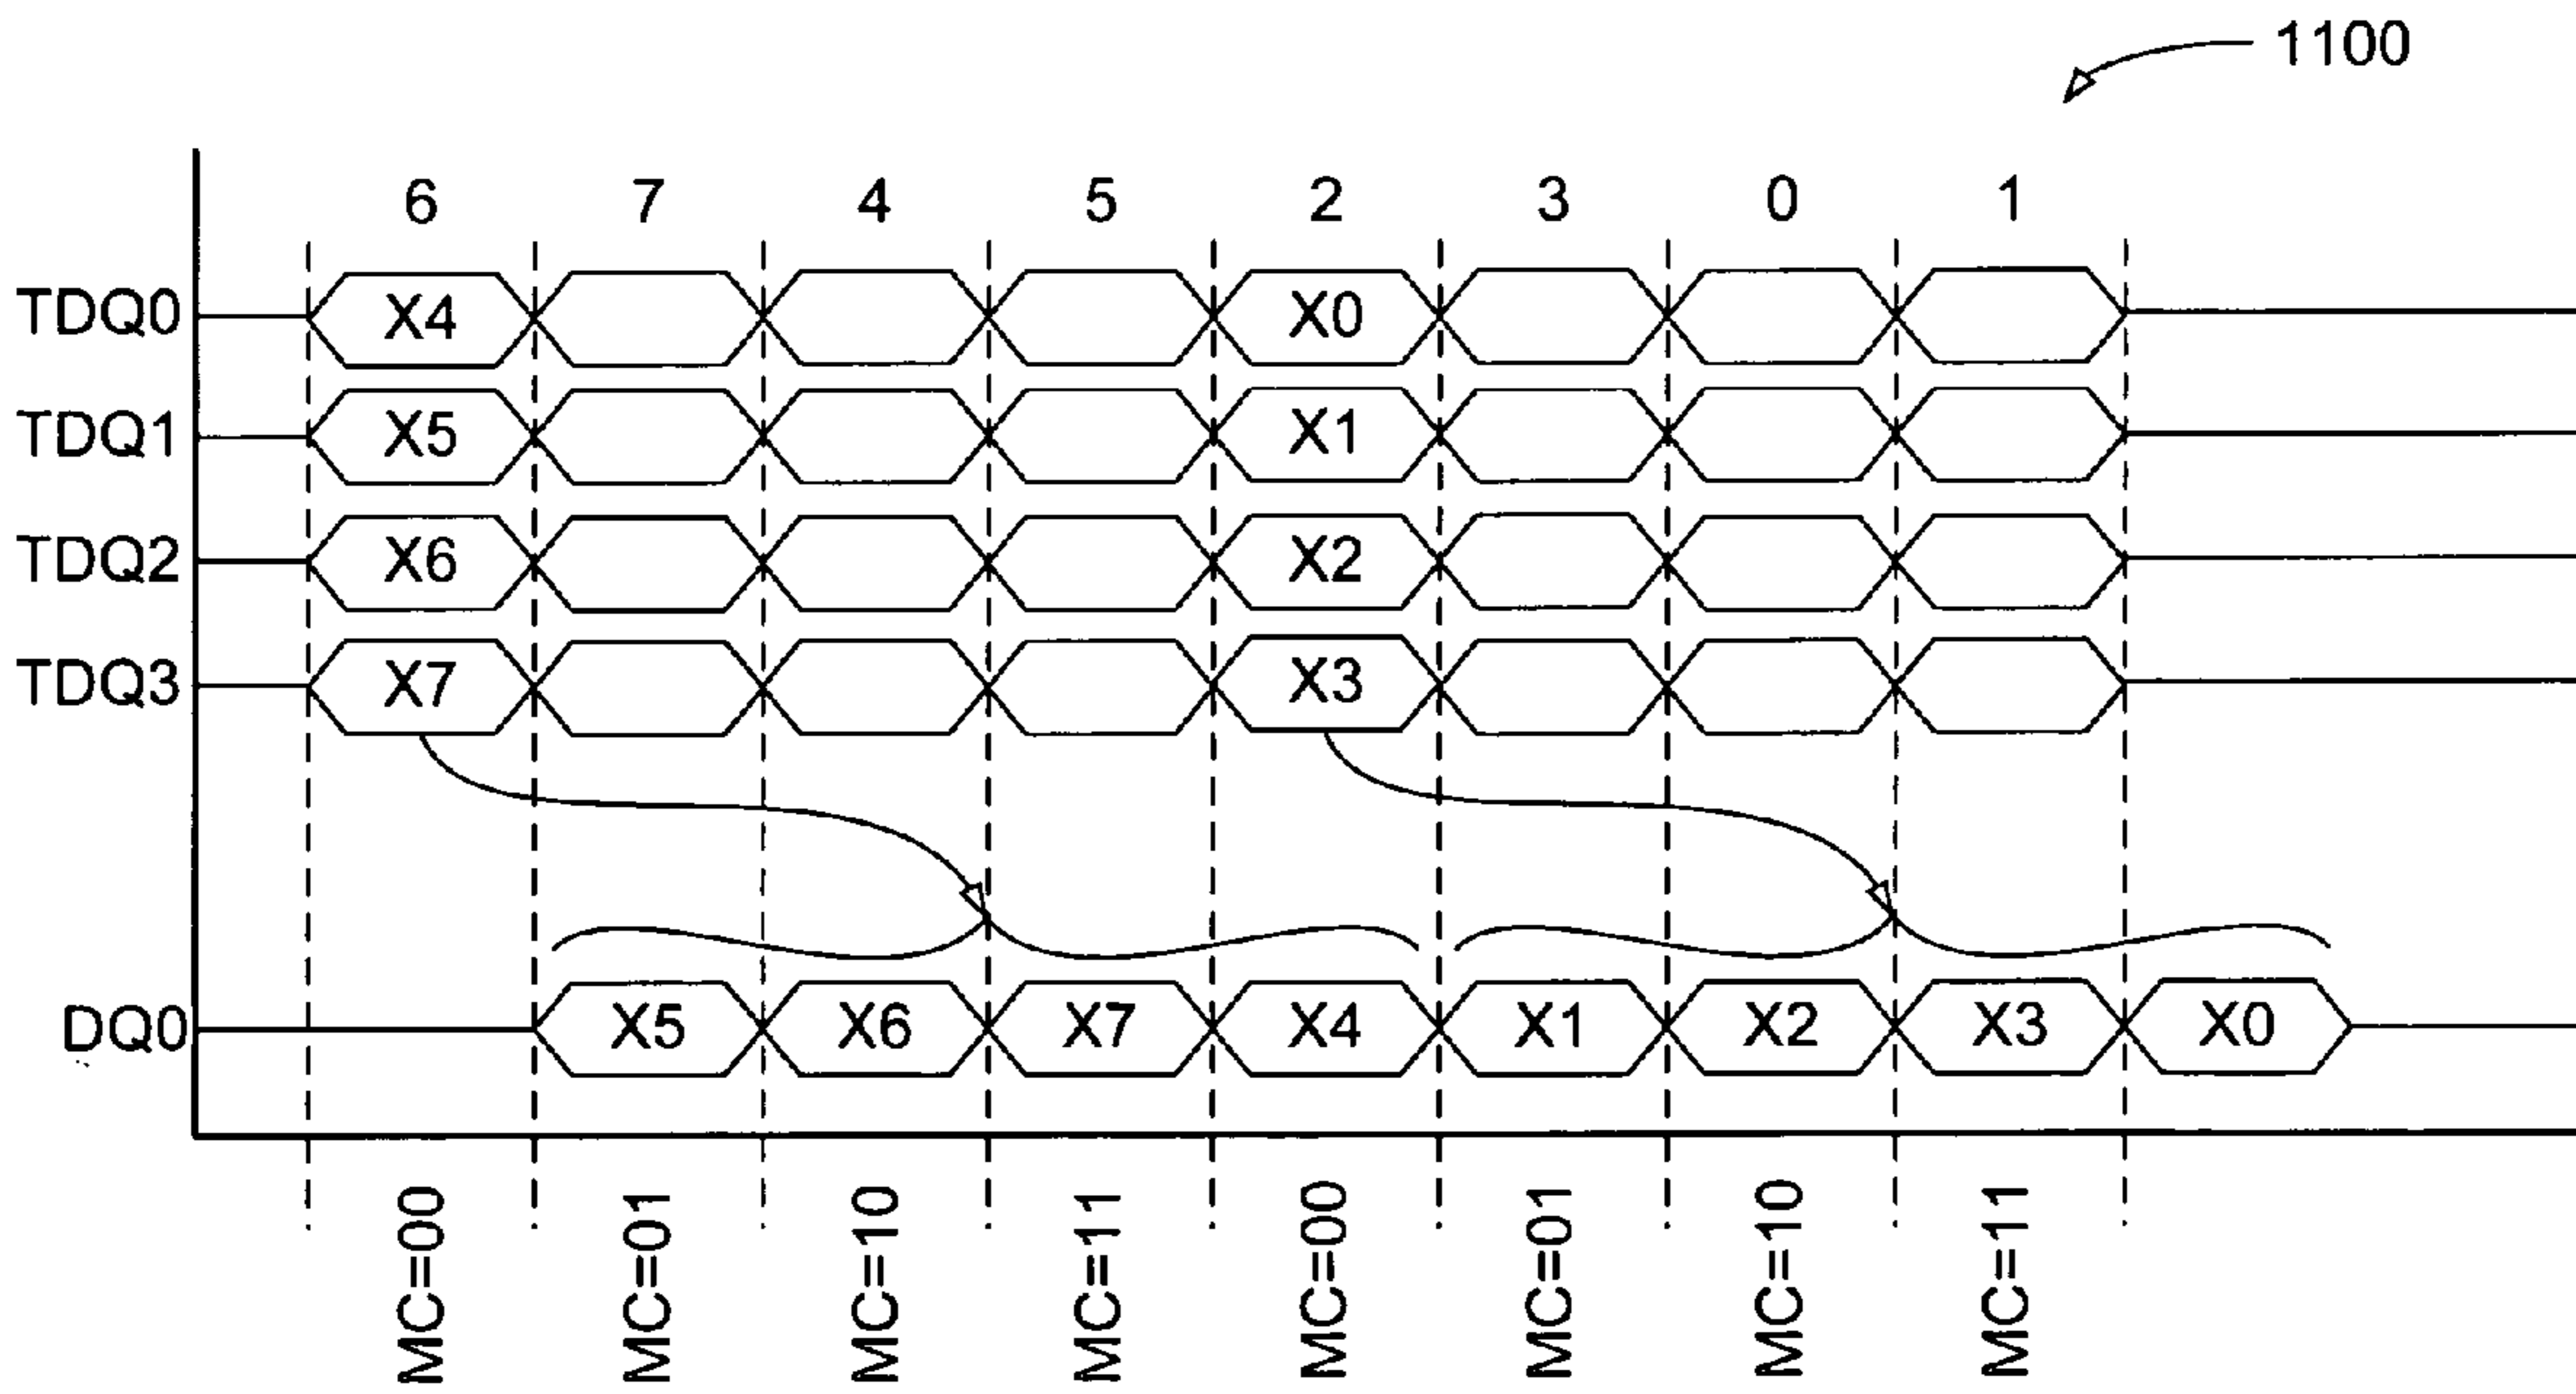 1100
6 7 4 5 2 3 0 1
TDQ0 X4 X0
TDQ1 X5 X1
TDQ2 X6 X2
TDQ3 X7 X3
DQ0 X5 X6 X7 X4 X1 X2 X3 X0
MC=00 MC=01 MC=10 MC=11 MC=00 MC=01 MC=10 MC=11